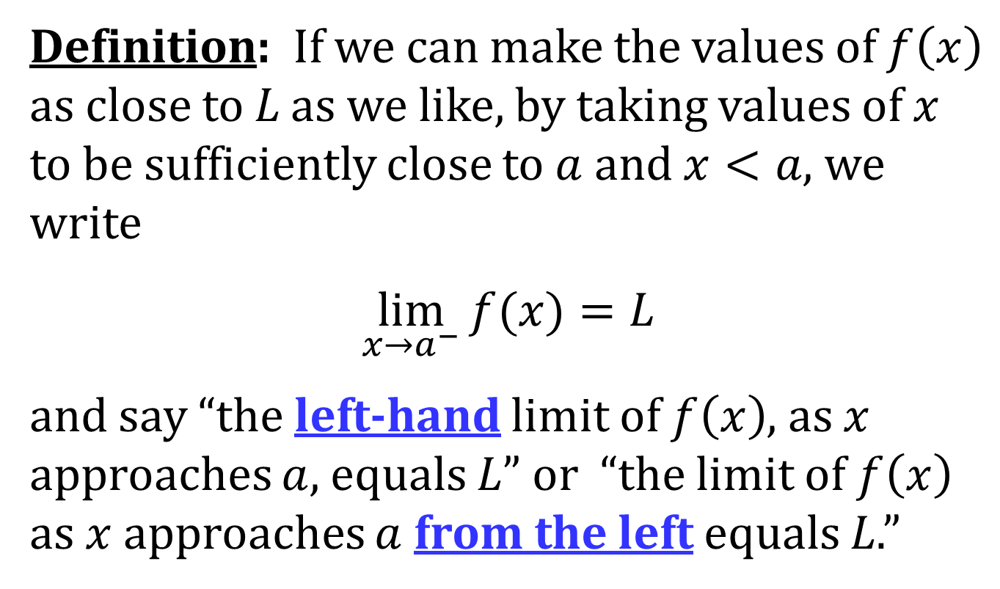 Definition: If we can make the values of f(x)
as close to L as we like, by taking values of x
to be sufficiently close to a and x < a, we
write
lim f(x) = L
x→a⁻
and say “the left-hand limit of f(x), as x
approaches a, equals L” or “the limit of f(x)
as x approaches a from the left equals L.”